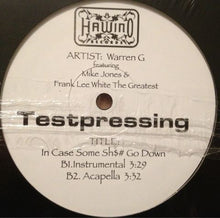 HAWINO
RECORDS
ARTIST: Warren G
featuring
Mike Jones &
Frank Lee White The Greatest
Testpressing
TITLE:
In Case Some Sh$# Go Down
B1.Instrumental 3:29
B2. Acapella 3:32